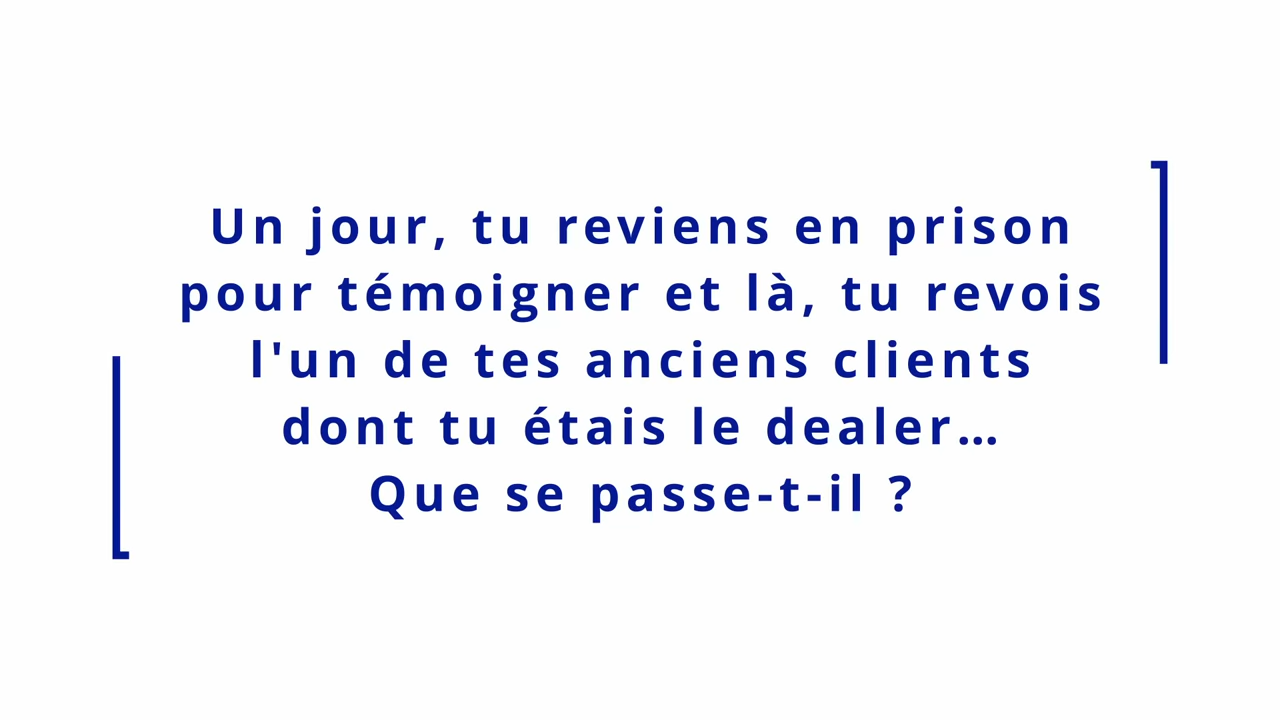 Un jour, tu reviens en prison
pour témoigner et là, tu revois
l'un de tes anciens clients
dont tu étais le dealer…
Que se passe-t-il ?